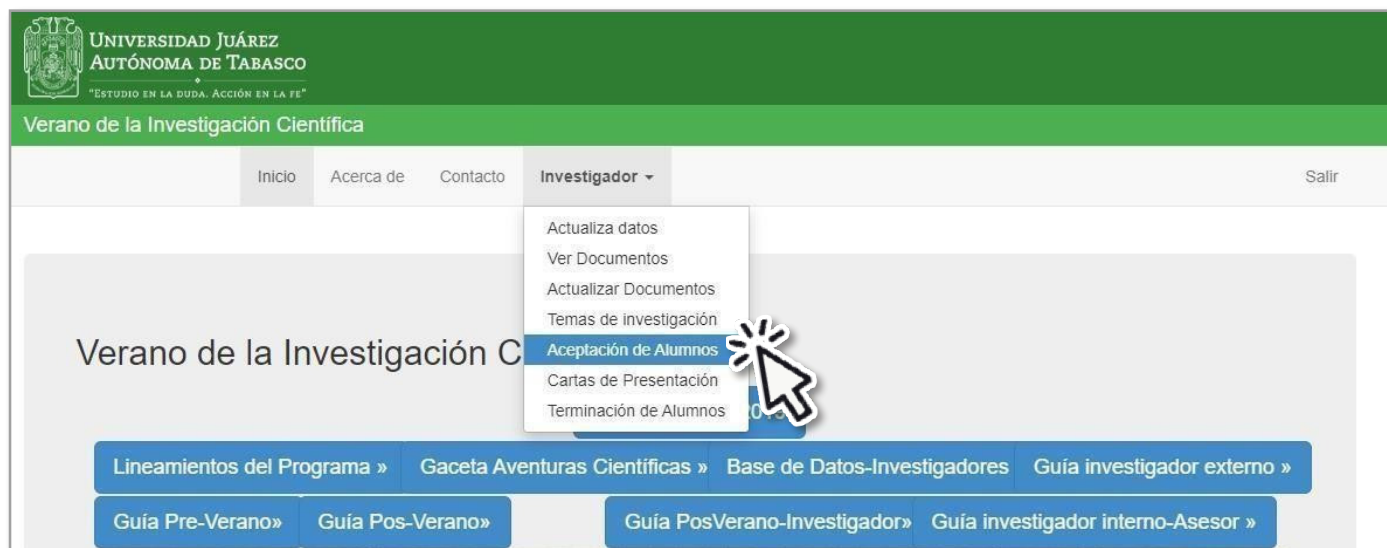 UNIVERSIDAD JUÁREZ
AUTÓNOMA DE TABASCO
"ESTUDIO EN LA DUDA. ACCIÓN EN LA FE"
Verano de la Investigación Científica
Inicio Acerca de Contacto Investigador Salir
Actualiza datos
Ver Documentos
Actualizar Documentos
Temas de investigación
Aceptación de Alumnos
Cartas de Presentación
Terminación de Alumnos
Verano de la Investigación C
Lineamientos del Programa » Gaceta Aventuras Científicas » Base de Datos-Investigadores Guía investigador externo »
Guía Pre-Verano» Guía Pos-Verano» Guía PosVerano-Investigador» Guía investigador interno-Asesor »